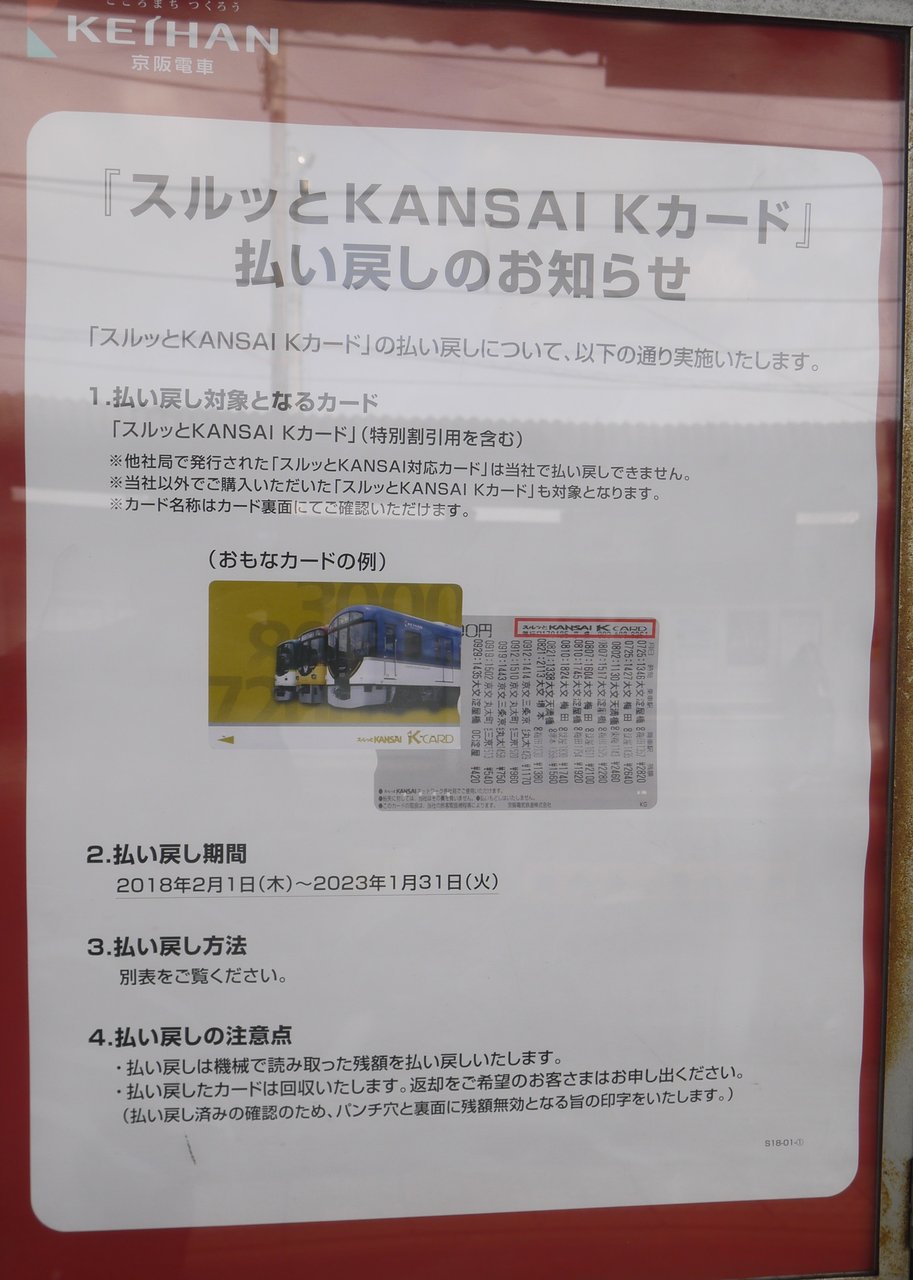 こころまち つくろう
KEIHAN
京阪電車
『スルッとKANSAI Kカード』
払い戻しのお知らせ
「スルッとKANSAI Kカード」の払い戻しについて、以下の通り実施いたします。
1.払い戻し対象となるカード
「スルッとKANSAI Kカード」(特別割引用を含む)
※他社局で発行された「スルッとKANSAI対応カード」は当社で払い戻しできません。
※当社以外でご購入いただいた「スルッとKANSAI Kカード」も対象となります。
※カード名称はカード裏面にてご確認いただけます。
(おもなカードの例)
3000
KEIHAN
スルッとKANSAI K CARD
円
スルッとKANSAI K CARD
KG
2.払い戻し期間
2018年2月1日(木)～2023年1月31日(火)
3.払い戻し方法
別表をご覧ください。
4.払い戻しの注意点
・払い戻しは機械で読み取った残額を払い戻しいたします。
・払い戻したカードは回収いたします。返却をご希望のお客さまはお申し出ください。
(払い戻し済みの確認のため、パンチ穴と裏面に残額無効となる旨の印字をいたします。)
S18-01-①